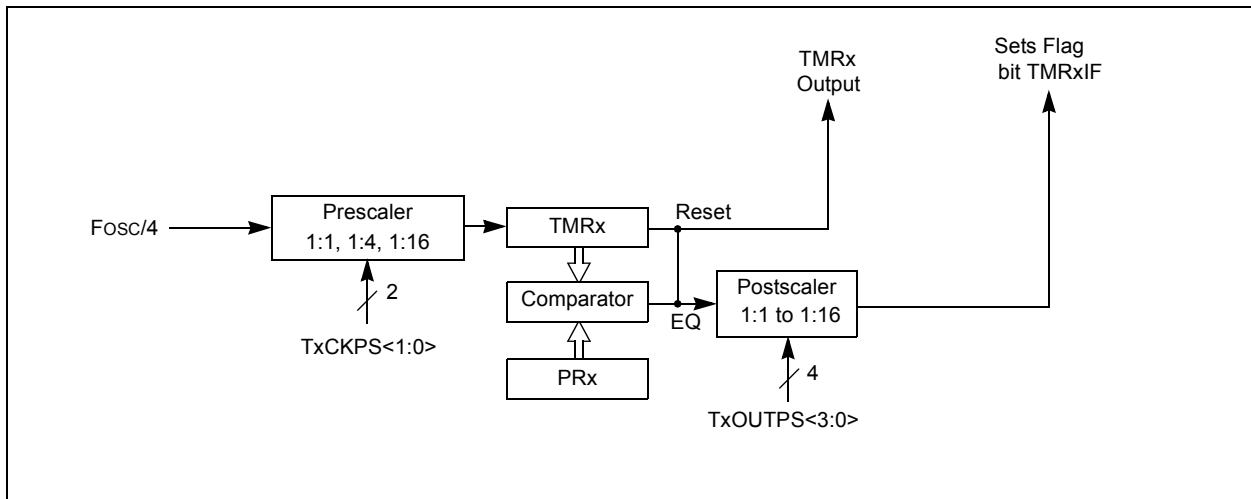 TMRx
Output
Sets Flag
bit TMRxIF
Fosc/4
Prescaler
1:1, 1:4, 1:16
2
TxCKPS<1:0>
TMRx
Comparator
PRx
Reset
EQ
Postscaler
1:1 to 1:16
4
TxOUTPS<3:0>